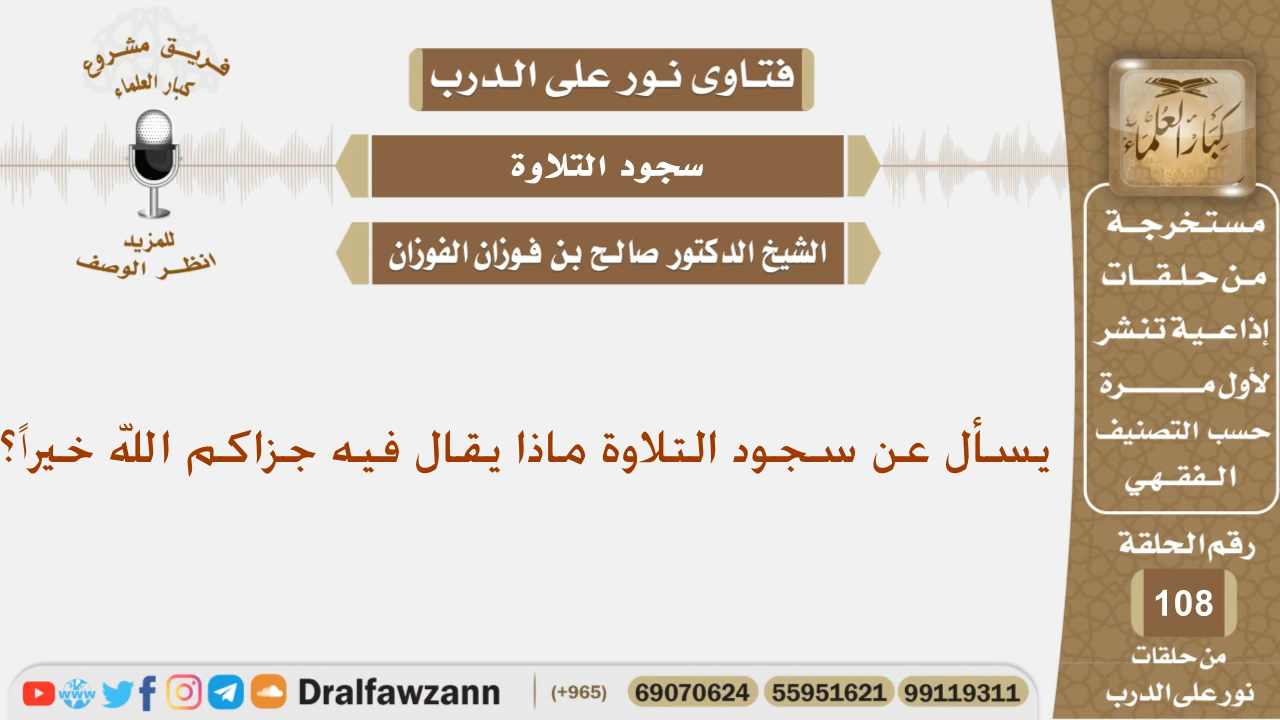 فريق مشروع
كبار العلماء
للمزيد
انظر الوصف
فتاوى نور على الدرب
سجود التلاوة
الشيخ الدكتور صالح بن فوزان الفوزان
يسأل عن سجود التلاوة ماذا يقال فيه جزاكم الله خيراً؟
كبار العلماء
مستخرجة
من حلقات
إذاعية تنشر
لأول مرة
حسب التصنيف
الفقهي
رقم الحلقة
108
من حلقات
نور على الدرب
www
Dralfawzann (+965) 69070624 55951621 99119311